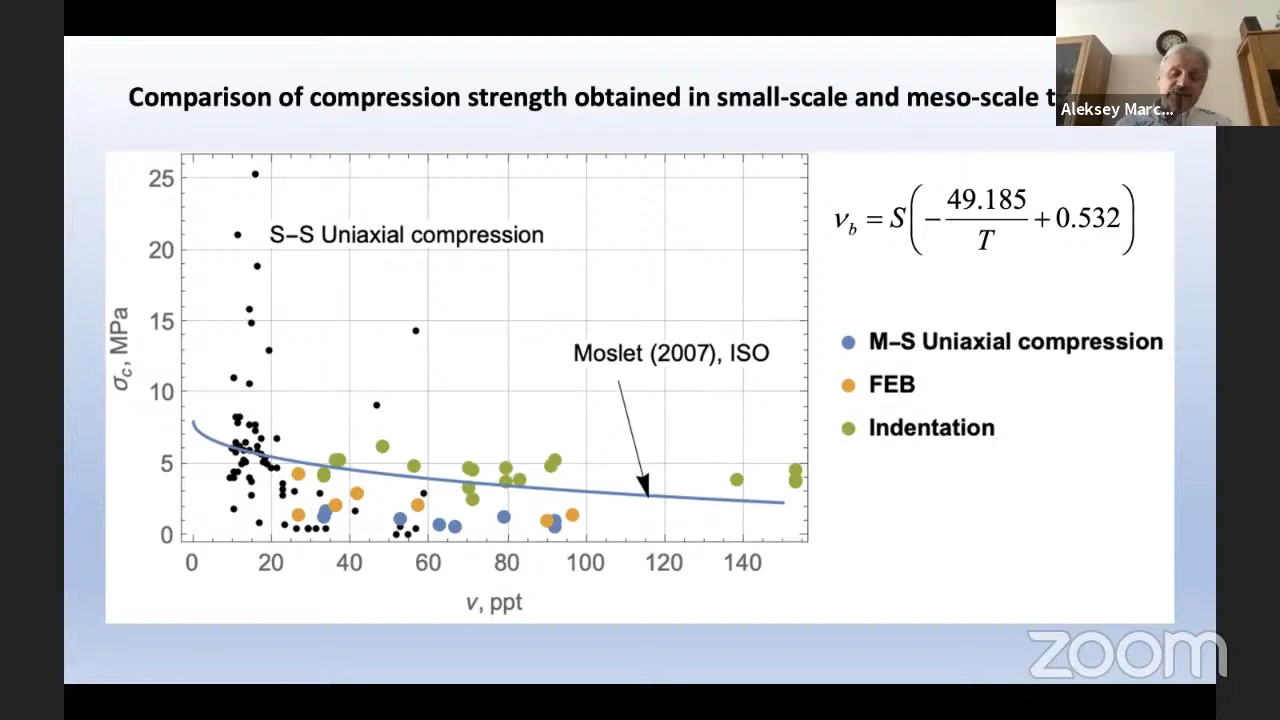 Comparison of compression strength obtained in small-scale and meso-scale
Aleksey Marc...
25
20
15
10
5
0
σc, MPa
S–S Uniaxial compression
Moslet (2007), ISO
0 20 40 60 80 100 120 140
ν, ppt
νb = S(−49.185/T + 0.532)
M–S Uniaxial compression
FEB
Indentation
zoom